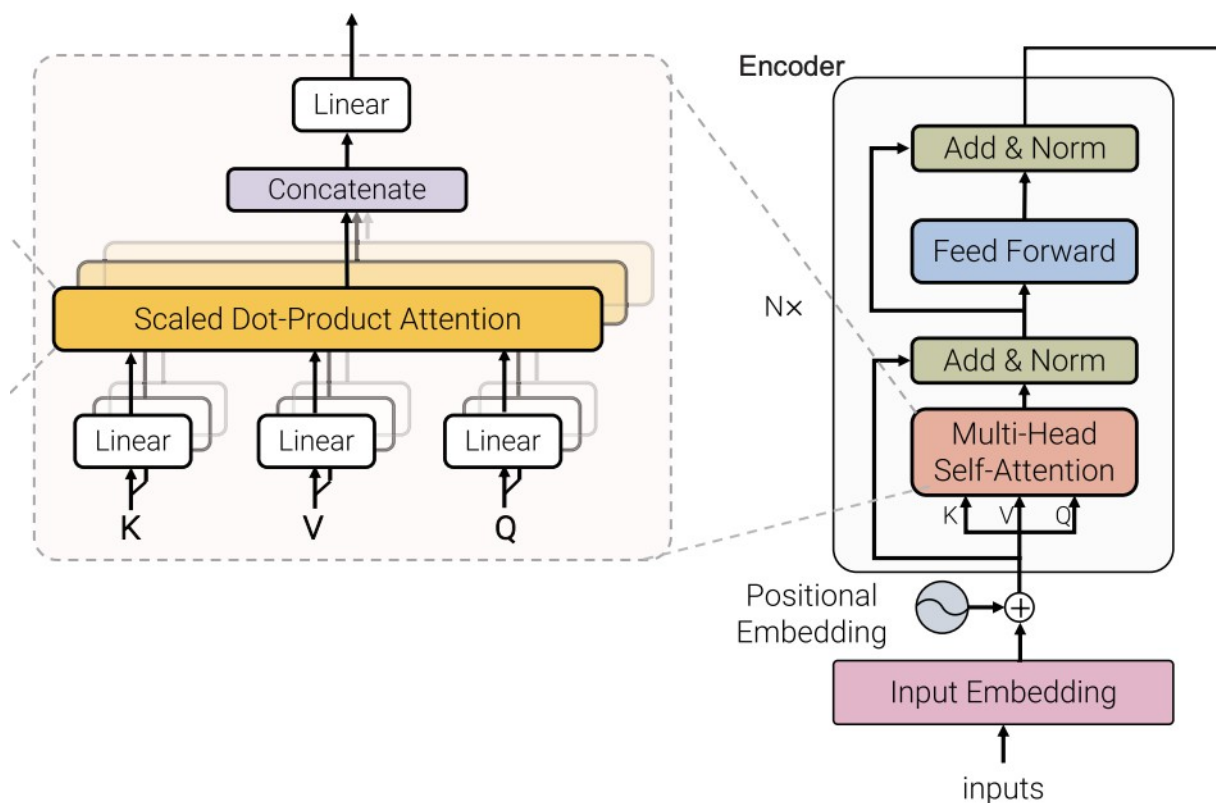 Linear
Concatenate
Scaled Dot-Product Attention
Linear
Linear
Linear
K
V
Q
Encoder
Add & Norm
Feed Forward
N×
Add & Norm
Multi-Head
Self-Attention
K
V
Q
Positional
Embedding
+
Input Embedding
inputs